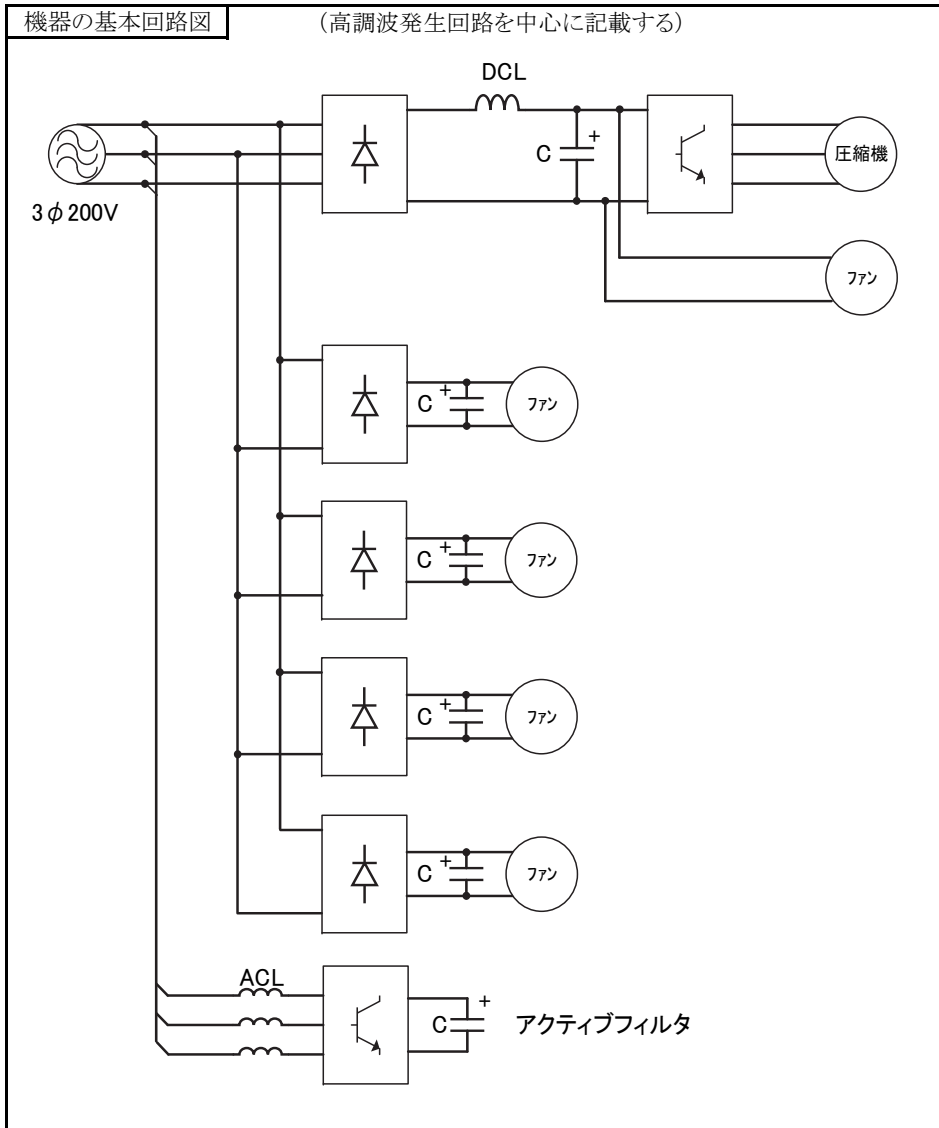 機器の基本回路図
(高調波発生回路を中心に記載する)
DCL
C
+
圧縮機
3φ200V
ファン
C
+
ファン
C
+
ファン
C
+
ファン
C
+
ファン
ACL
C
+
アクティブフィルタ